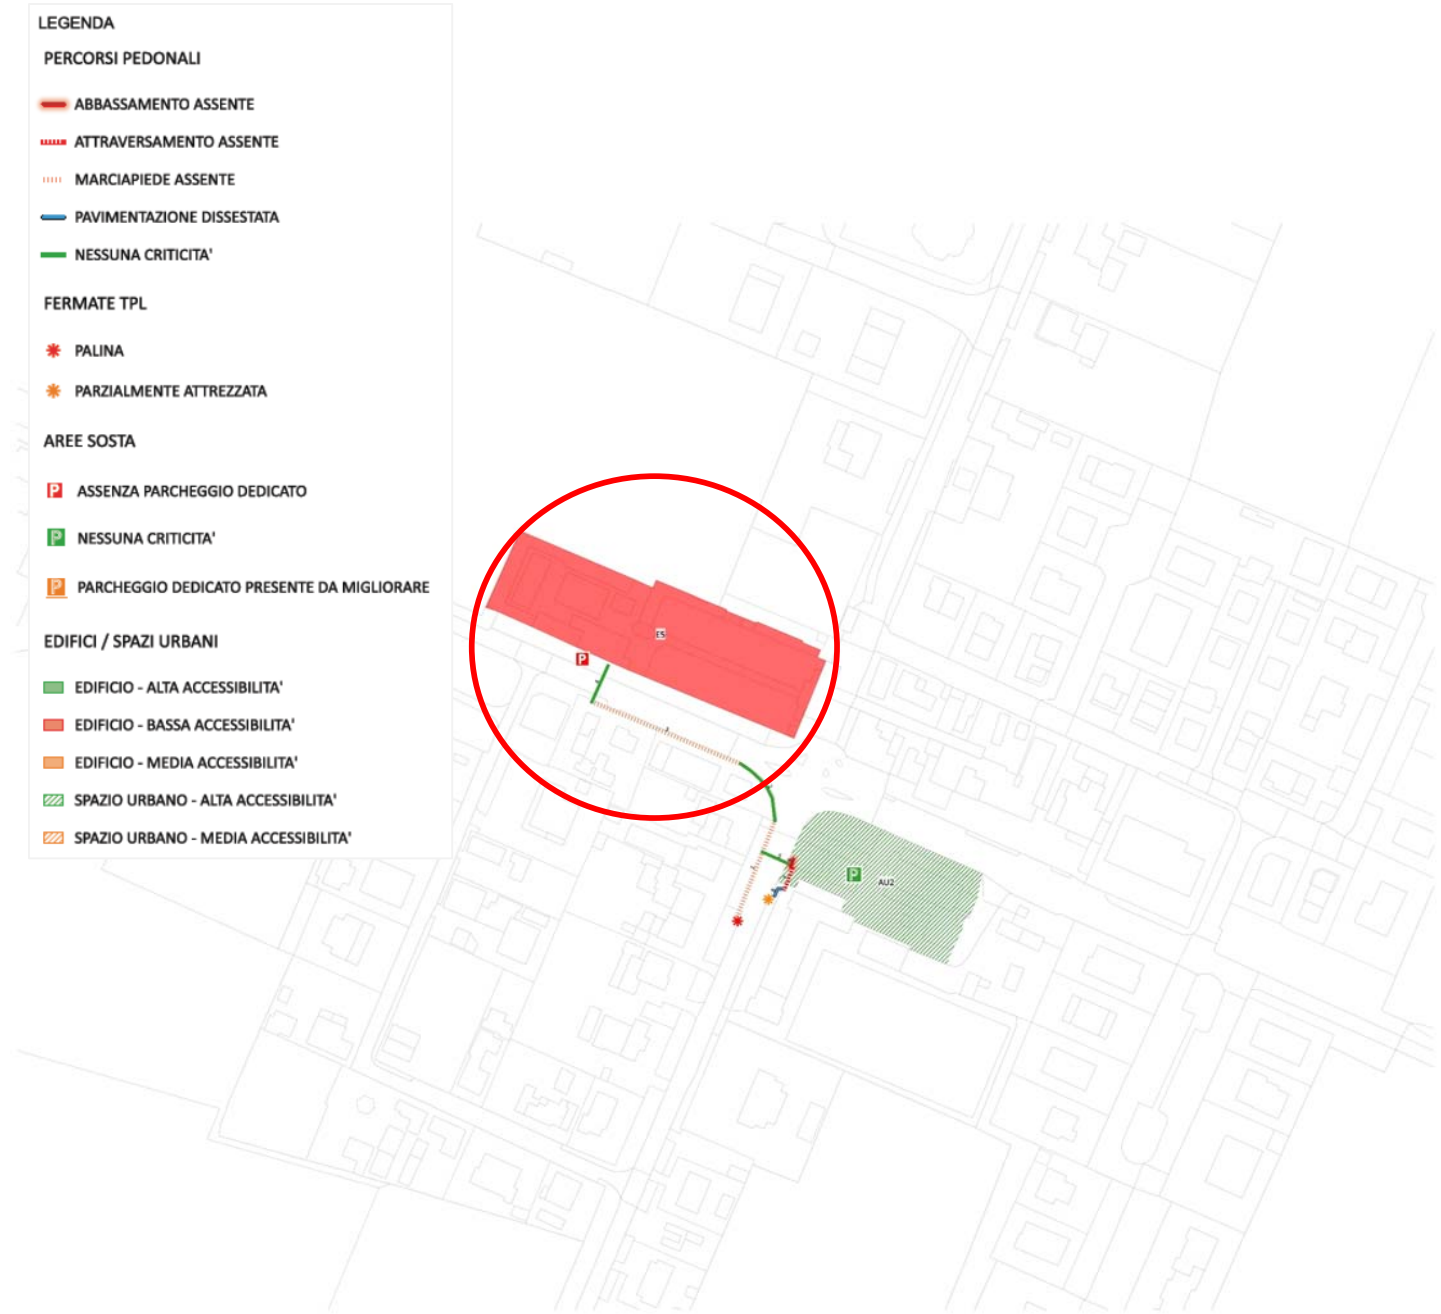 LEGENDA
PERCORSI PEDONALI
ABBASSAMENTO ASSENTE
ATTRAVERSAMENTO ASSENTE
MARCIAPIEDE ASSENTE
PAVIMENTAZIONE DISSESTATA
NESSUNA CRITICITA'
FERMATE TPL
PALINA
PARZIALMENTE ATTREZZATA
AREE SOSTA
P ASSENZA PARCHEGGIO DEDICATO
P NESSUNA CRITICITA'
P PARCHEGGIO DEDICATO PRESENTE DA MIGLIORARE
EDIFICI / SPAZI URBANI
EDIFICIO - ALTA ACCESSIBILITA'
EDIFICIO - BASSA ACCESSIBILITA'
EDIFICIO - MEDIA ACCESSIBILITA'
SPAZIO URBANO - ALTA ACCESSIBILITA'
SPAZIO URBANO - MEDIA ACCESSIBILITA'
E5
P
P
AU2